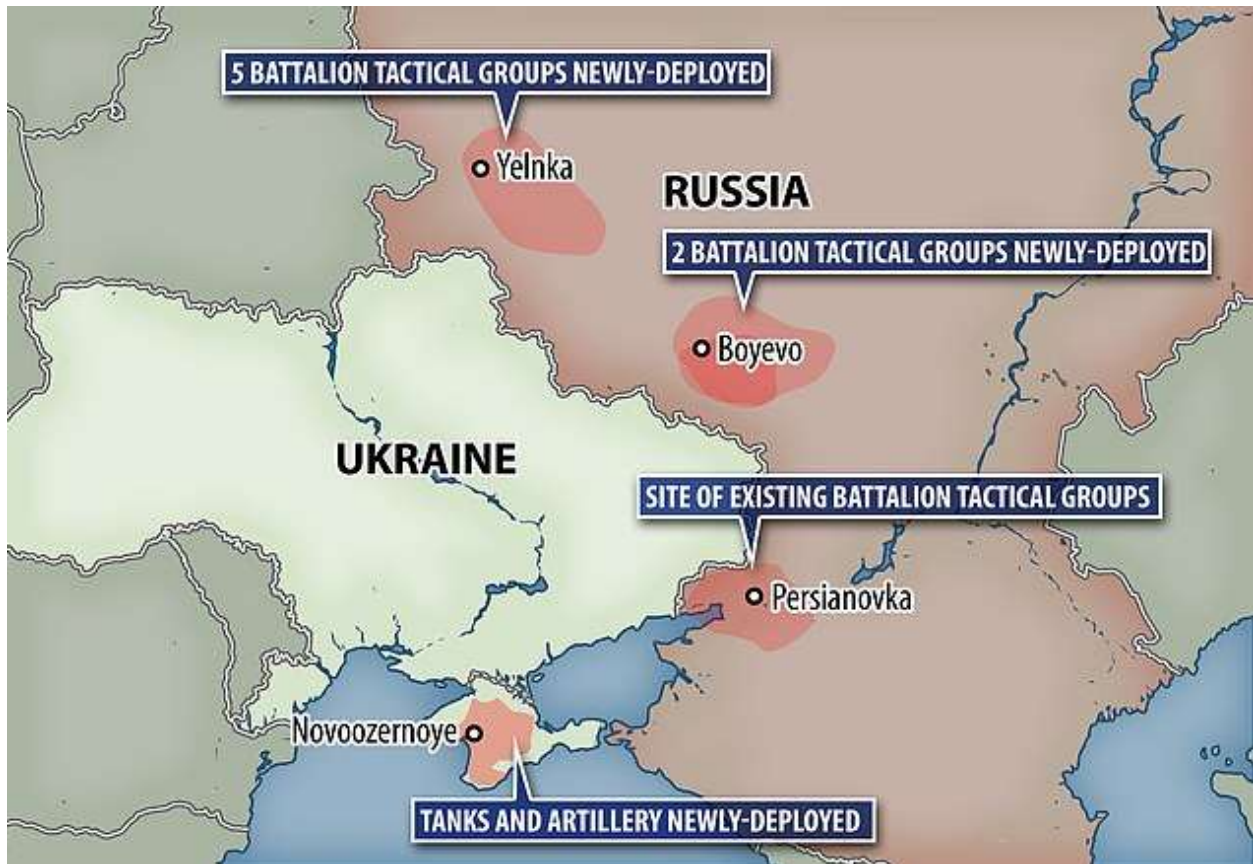 5 BATTALION TACTICAL GROUPS NEWLY-DEPLOYED
Yelnka
RUSSIA
2 BATTALION TACTICAL GROUPS NEWLY-DEPLOYED
Boyevo
UKRAINE
SITE OF EXISTING BATTALION TACTICAL GROUPS
Persianovka
Novoozernoye
TANKS AND ARTILLERY NEWLY-DEPLOYED